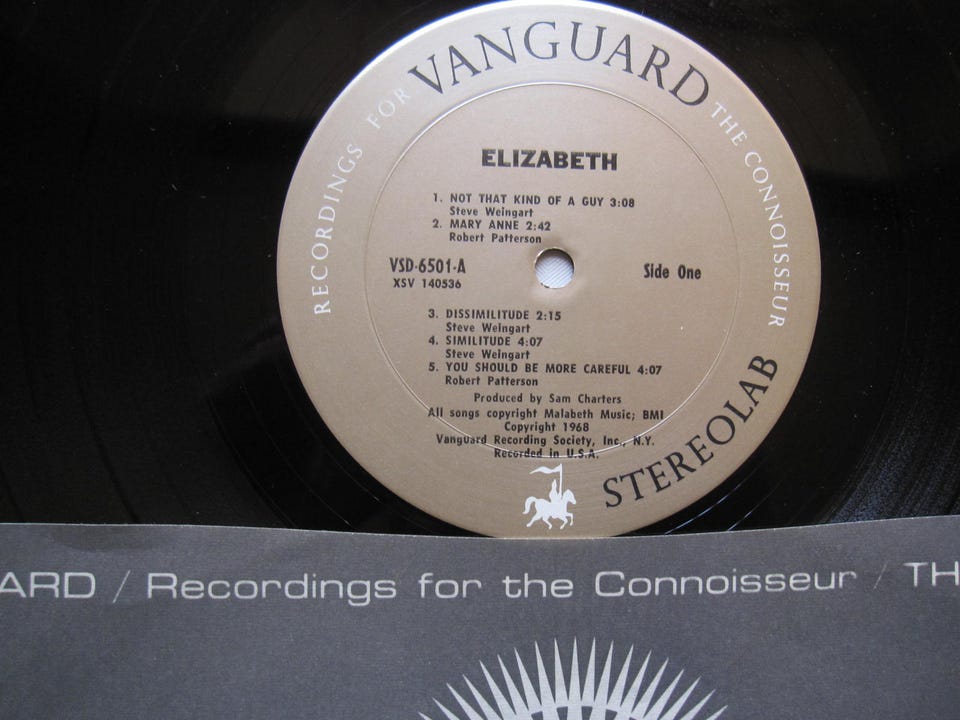 RECORDINGS FOR VANGUARD THE CONNOISSEUR
ELIZABETH
1. NOT THAT KIND OF A GUY 3:08
Steve Weingart
2. MARY ANNE 2:42
Robert Patterson
VSD-6501-A
XSV 140536
Side One
3. DISSIMILITUDE 2:15
Steve Weingart
4. SIMILITUDE 4:07
Steve Weingart
5. YOU SHOULD BE MORE CAREFUL 4:07
Robert Patterson
Produced by Sam Charters
All songs copyright Malabeth Music; BMI
Copyright 1968
Vanguard Recording Society, Inc., N.Y.
Recorded in U.S.A.
STEREOLAB
ARD / Recordings for the Connoisseur / TH